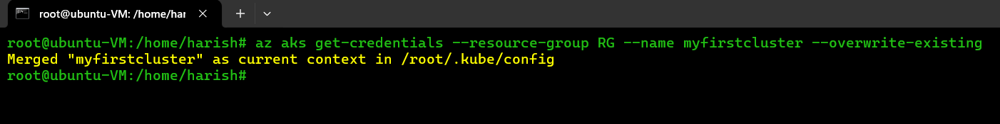 root@ubuntu-VM: /home/har
root@ubuntu-VM:/home/harish# az aks get-credentials --resource-group RG --name myfirstcluster --overwrite-existing
Merged "myfirstcluster" as current context in /root/.kube/config
root@ubuntu-VM:/home/harish#